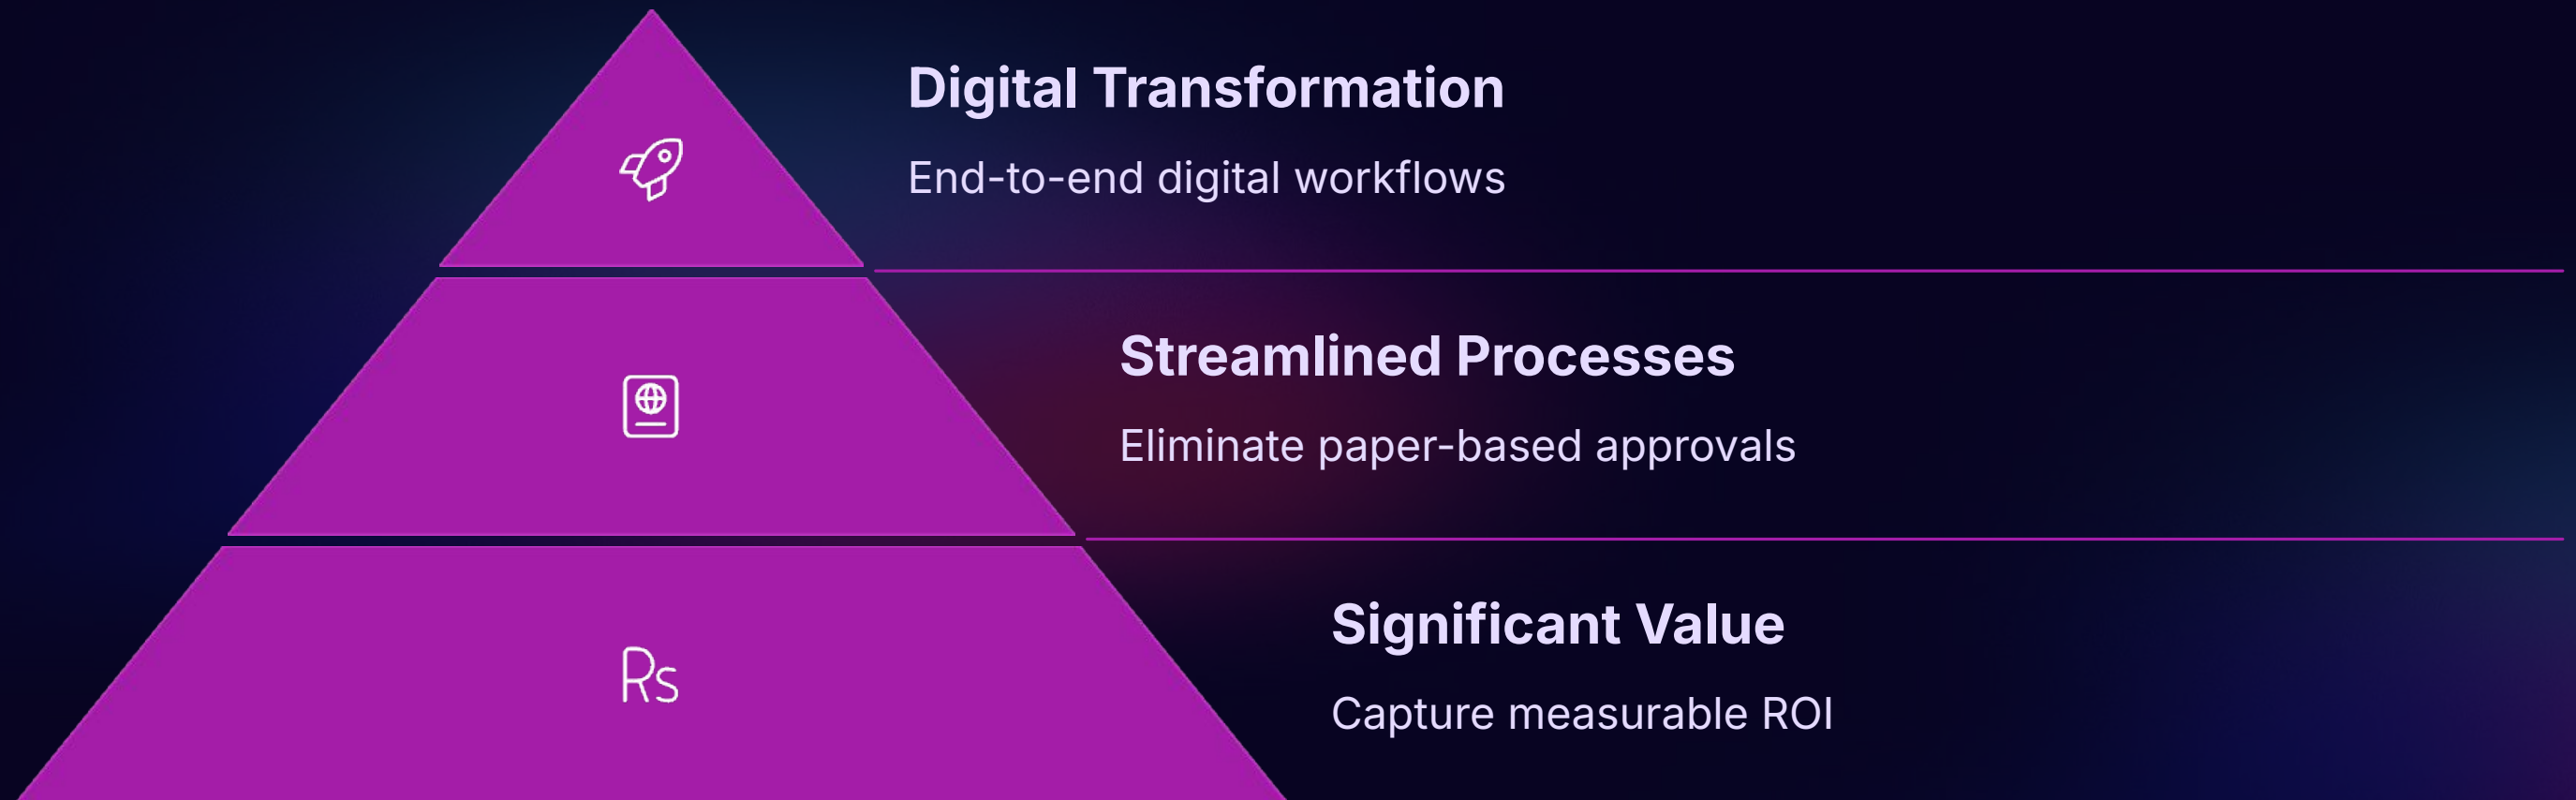 Digital Transformation
End-to-end digital workflows
Streamlined Processes
Eliminate paper-based approvals
Rs
Significant Value
Capture measurable ROI